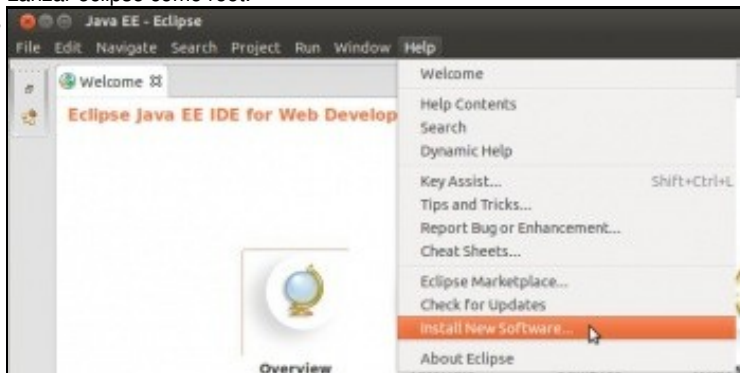 Lanzar eclipse como root.
Java EE - Eclipse
File Edit Navigate Search Project Run Window Help
Welcome
Eclipse Java EE IDE for Web Develop
Overview
Welcome
Help Contents
Search
Dynamic Help
Key Assist... Shift+Ctrl+L
Tips and Tricks...
Report Bug or Enhancement...
Cheat Sheets...
Eclipse Marketplace...
Check for Updates
Install New Software...
About Eclipse